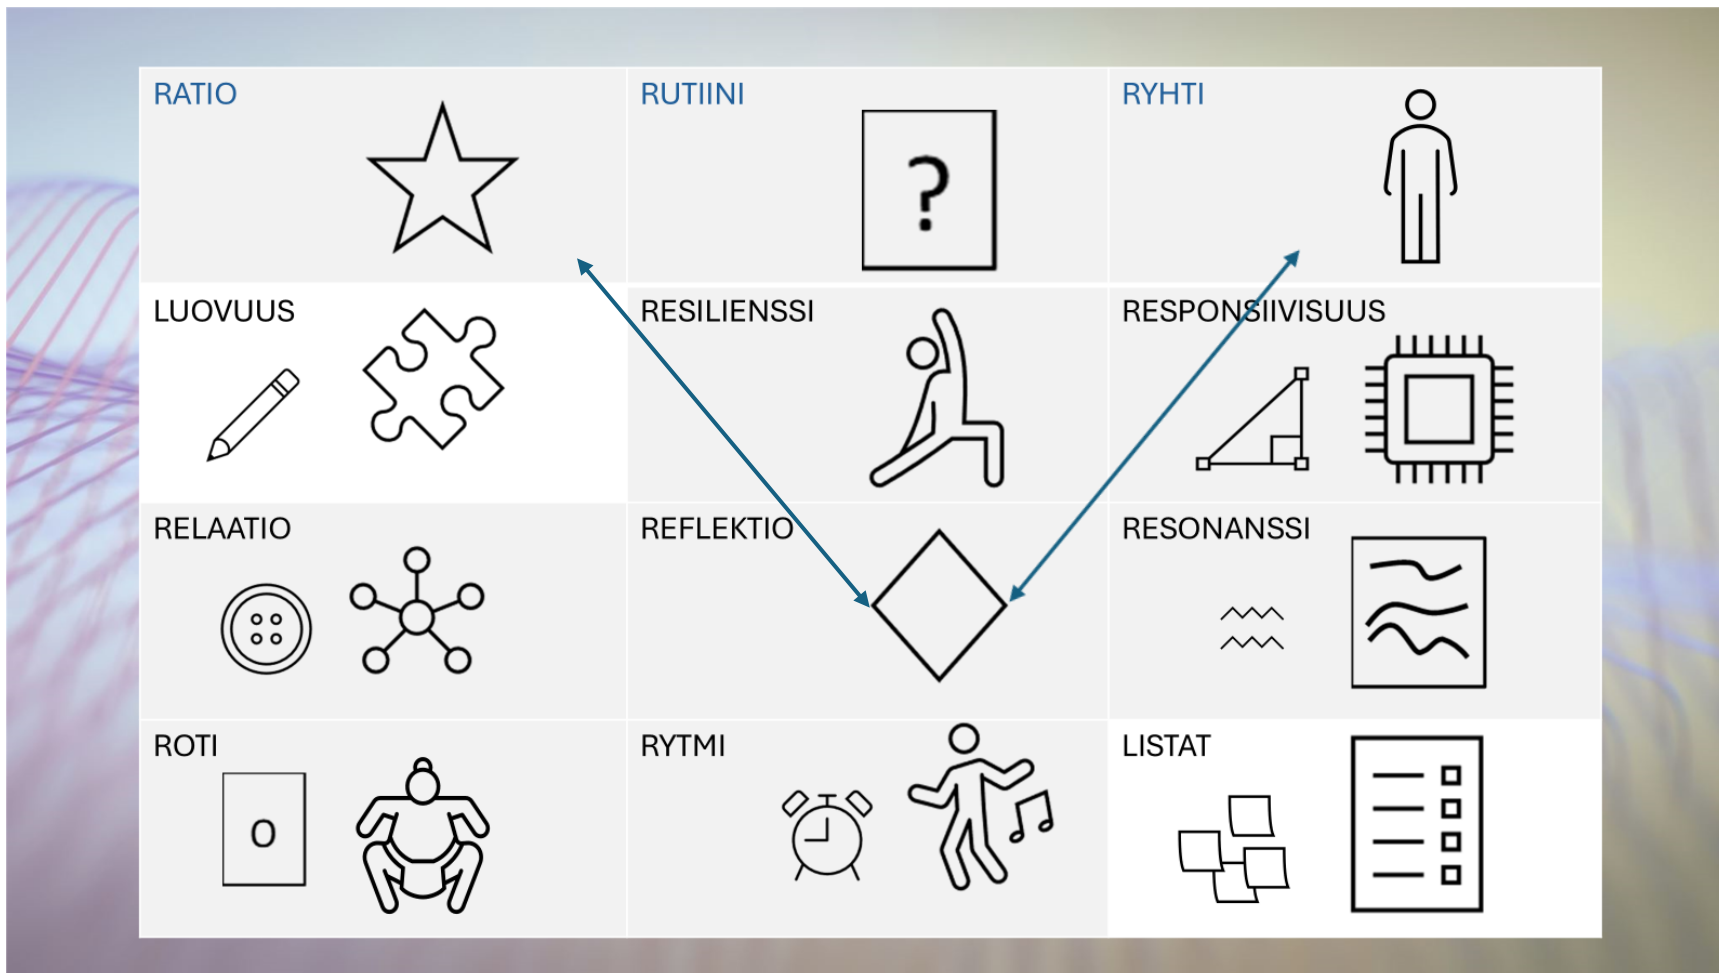 RATIO
RUTIINI
RYHTI
?
LUOVUUS
RESILIENSSI
RESPONSIIVISUUS
RELAATIO
REFLEKTIO
RESONANSSI
ROTI
RYTMI
LISTAT
O